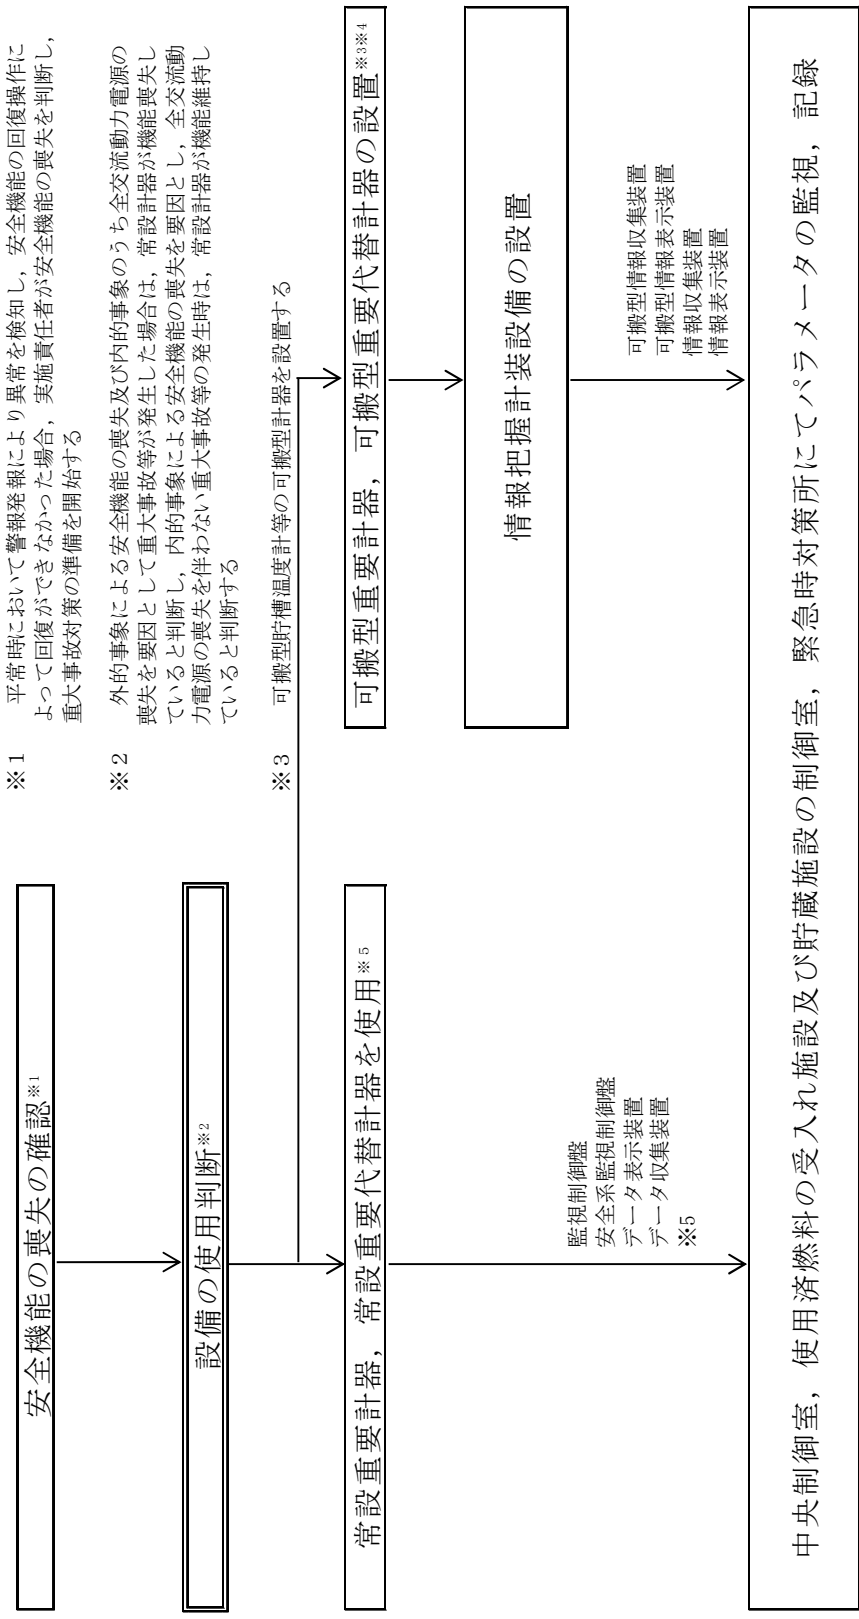 安全機能の喪失の確認※1
設備の使用判断※2
常設重要計器，常設重要代替計器を使用※5
監視制御盤
安全系監視制御盤
データ表示装置
データ収集装置
※5
※1　平常時において警報発報により異常を検知し，安全機能の回復操作に
よって回復ができなかった場合，実施責任者が安全機能の喪失を判断し，
重大事故対策の準備を開始する
※2　外的事象による安全機能の喪失及び内的事象のうち全交流動力電源の
喪失を要因として重大事故等が発生した場合は，常設計器が機能喪失し
ていると判断し，内的事象による安全機能の喪失を要因とし，全交流動
力電源の喪失を伴わない重大事故等の発生時は，常設計器が機能維持し
ていると判断する
※3　可搬型貯槽温度計等の可搬型計器を設置する
可搬型重要計器，可搬型重要代替計器の設置※3※4
情報把握計装設備の設置
可搬型情報収集装置
可搬型情報表示装置
情報収集装置
情報表示装置
中央制御室，使用済燃料の受入れ施設及び貯蔵施設の制御室，緊急時対策所にてパラメータの監視，記録